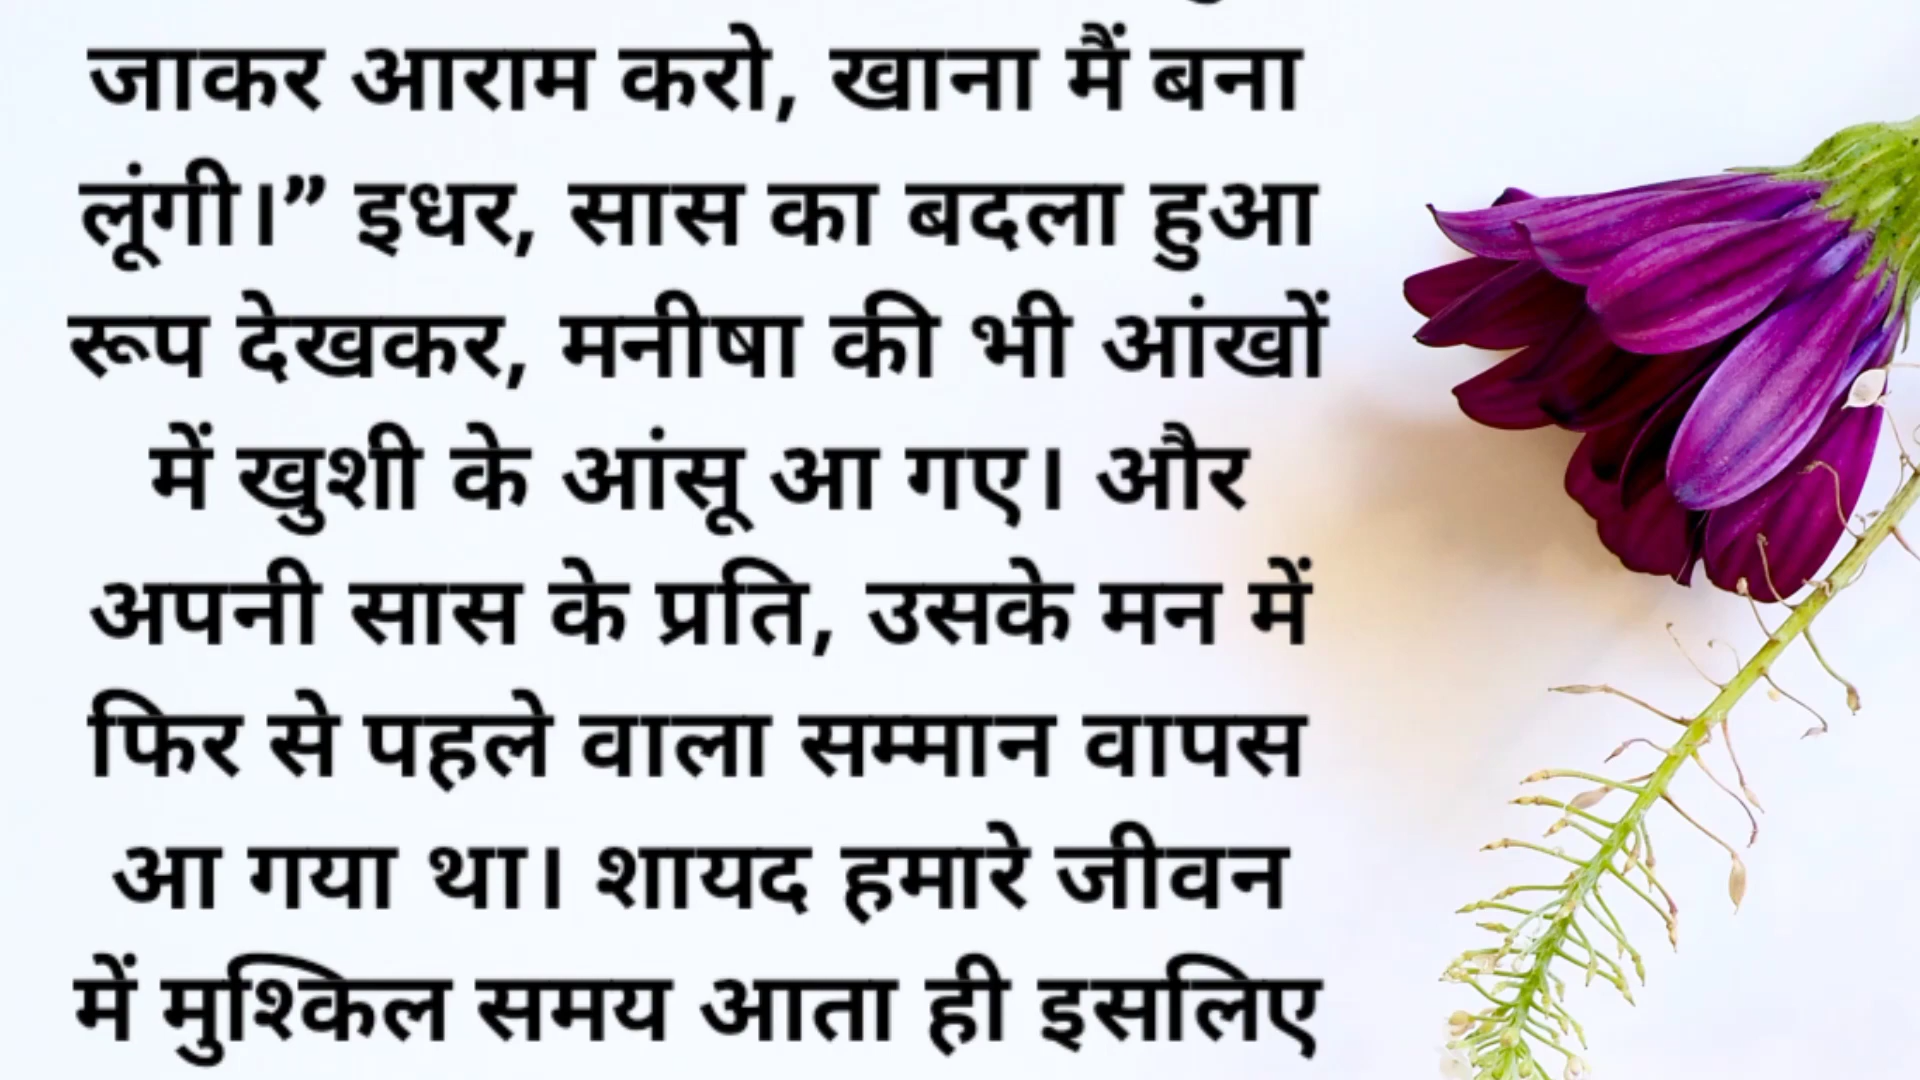 जाकर आराम करो, खाना मैं बना
लूंगी।” इधर, सास का बदला हुआ
रूप देखकर, मनीषा की भी आंखों
में खुशी के आंसू आ गए। और
अपनी सास के प्रति, उसके मन में
फिर से पहले वाला सम्मान वापस
आ गया था। शायद हमारे जीवन
में मुश्किल समय आता ही इसलिए